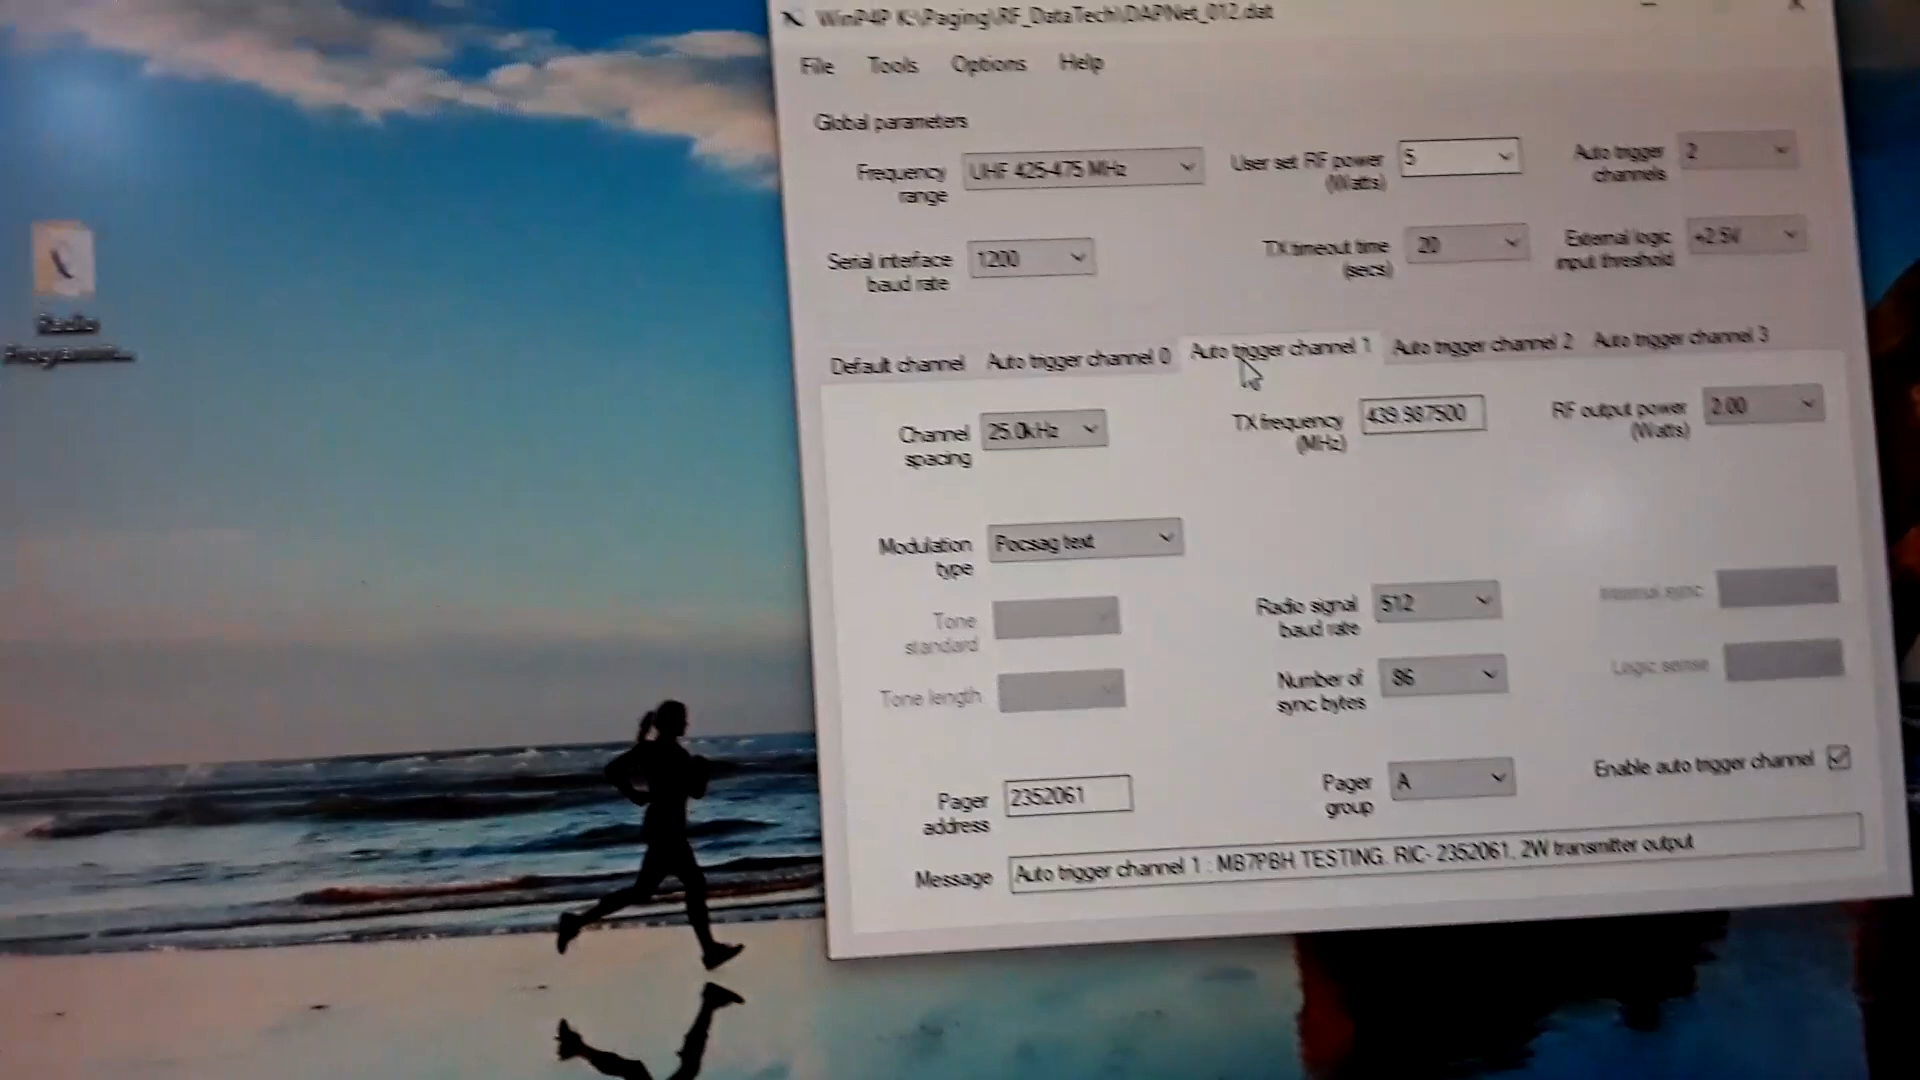 WinP4P K:\Paging\RF_DataTech\DAPNet_012.dat
File Tools Options Help
Global parameters
Frequency range UHF 425-475 MHz User set RF power (Watts) 5 Auto trigger channels 2
Serial interface baud rate 1200 TX timeout time (secs) 20 External logic input threshold +2.5V
Default channel Auto trigger channel 0 Auto trigger channel 1 Auto trigger channel 2 Auto trigger channel 3
Channel spacing 25.0kHz TX frequency (MHz) 439.987500 RF output power (Watts) 2.00
Modulation type Pocsag text
Tone standard Radio signal baud rate 512 Internal sync
Tone length Number of sync bytes 86 Logic sense
Pager address 2352061 Pager group A Enable auto trigger channel
Message Auto trigger channel 1 : MB7PBH TESTING. RIC- 2352061. 2W transmitter output
Radio